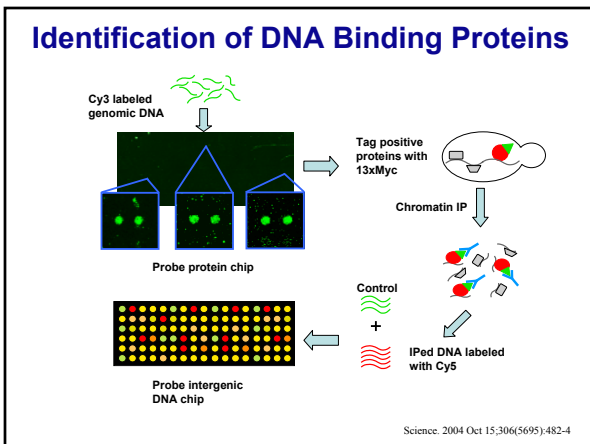 Identification of DNA Binding Proteins
Cy3 labeled
genomic DNA
Tag positive
proteins with
13xMyc
Chromatin IP
Probe protein chip
Control
+
IPed DNA labeled
with Cy5
Probe intergenic
DNA chip
Science. 2004 Oct 15;306(5695):482-4